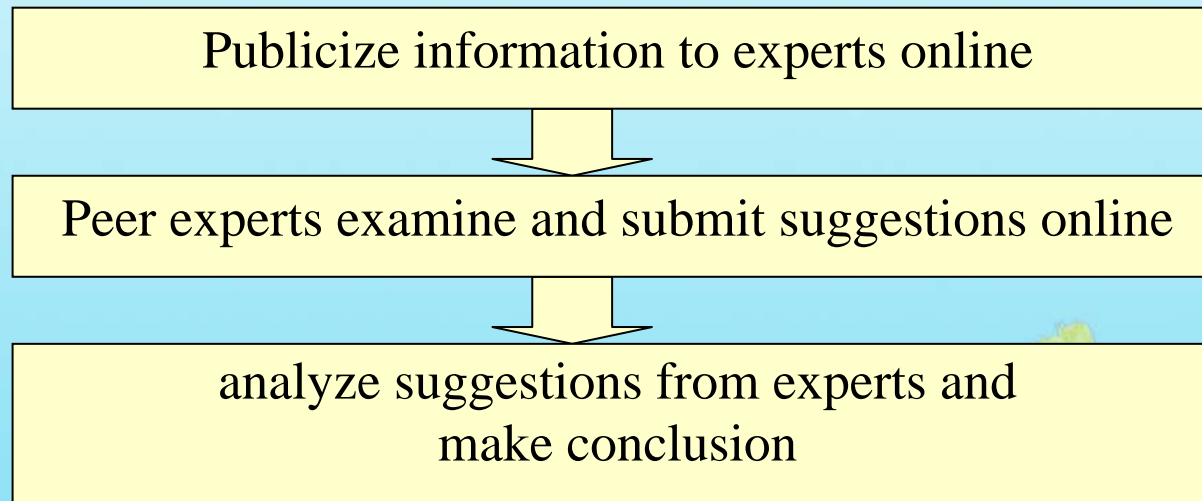 Publicize information to experts online
Peer experts examine and submit suggestions online
analyze suggestions from experts and
make conclusion